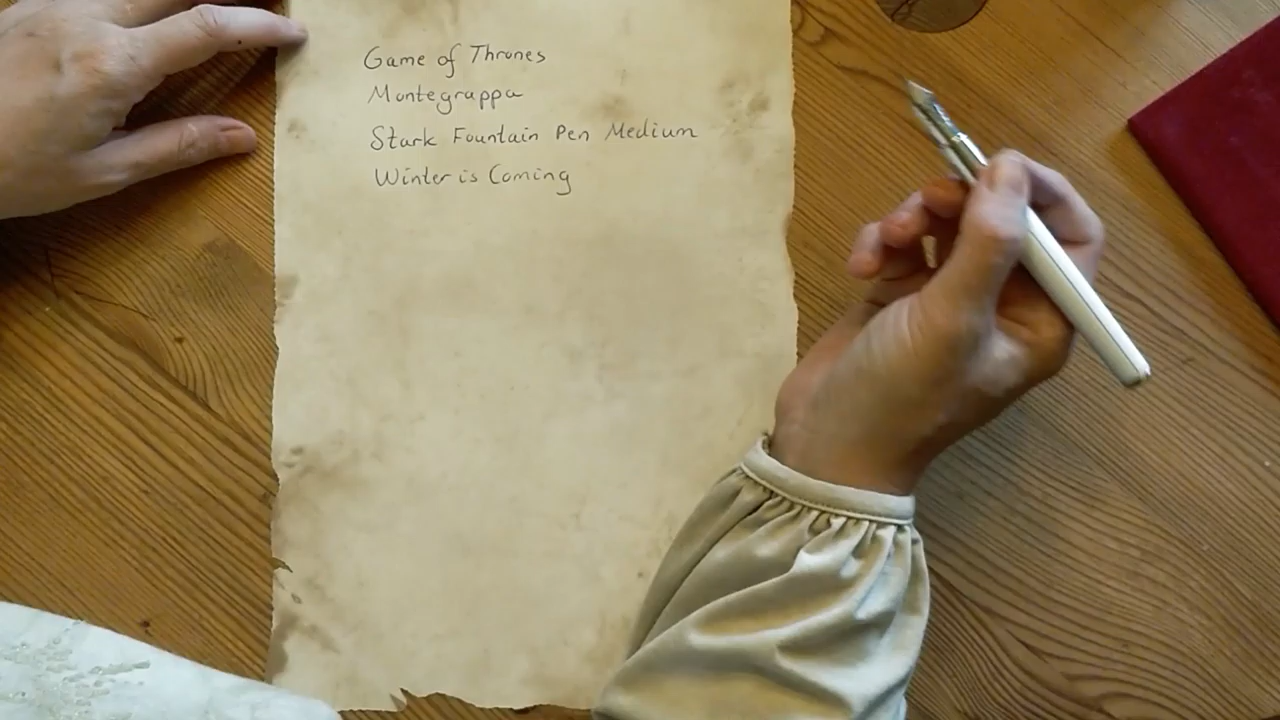 Game of Thrones
Montegrappa
Stark Fountain Pen Medium
Winter is Coming